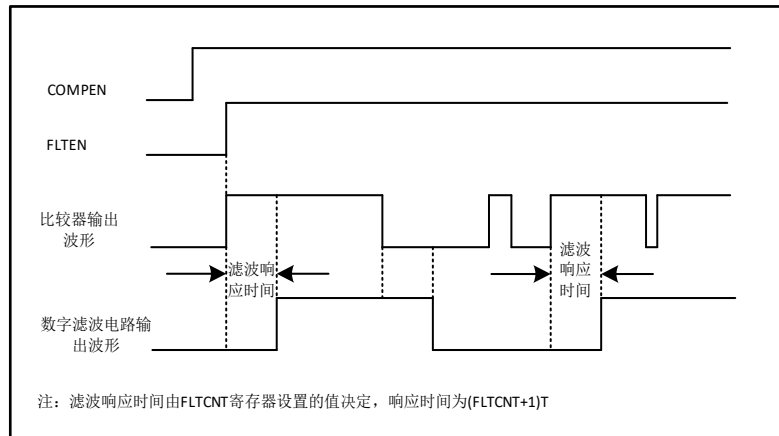 COMPEN
FLTEN
比较器输出
波形
滤波响
应时间
滤波
响应
时间
数字滤波电路输
出波形
注：滤波响应时间由FLTCNT寄存器设置的值决定，响应时间为(FLTCNT+1)T